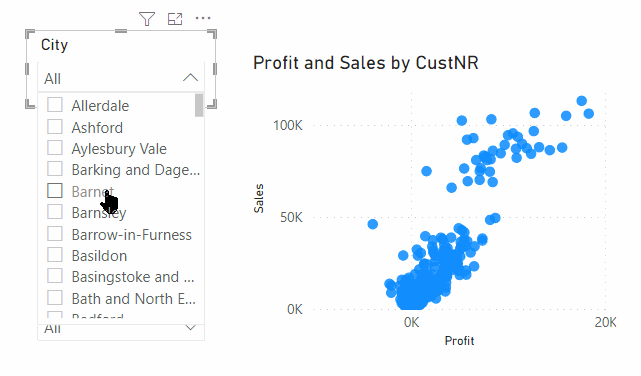 City
All
Allerdale
Ashford
Aylesbury Vale
Barking and Dage...
Barnet
Barnsley
Barrow-in-Furness
Basildon
Basingstoke and ...
Bath and North E...
Bedford
All
Profit and Sales by CustNR
100K
50K
0K
Sales
0K 20K
Profit